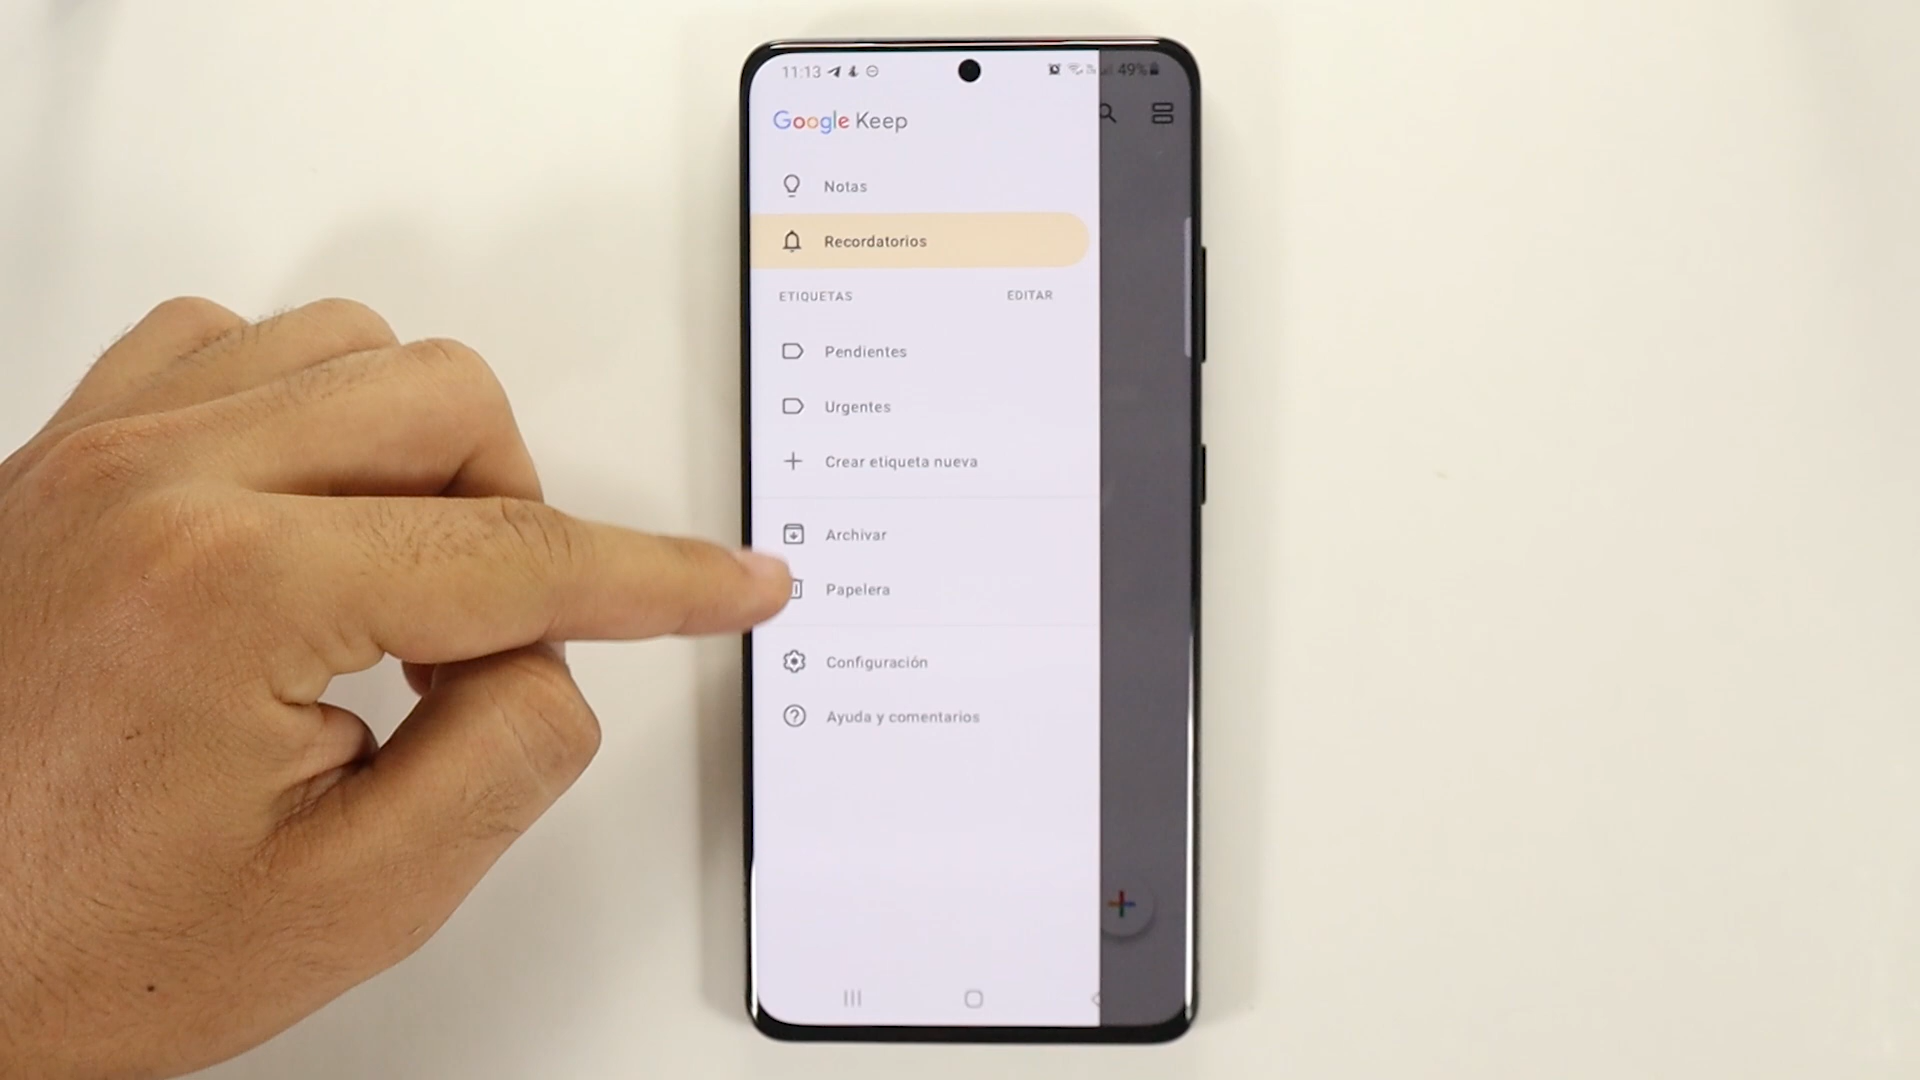 11:13
49%
Google Keep
Notas
Recordatorios
ETIQUETAS EDITAR
Pendientes
Urgentes
Crear etiqueta nueva
Archivar
Papelera
Configuración
Ayuda y comentarios